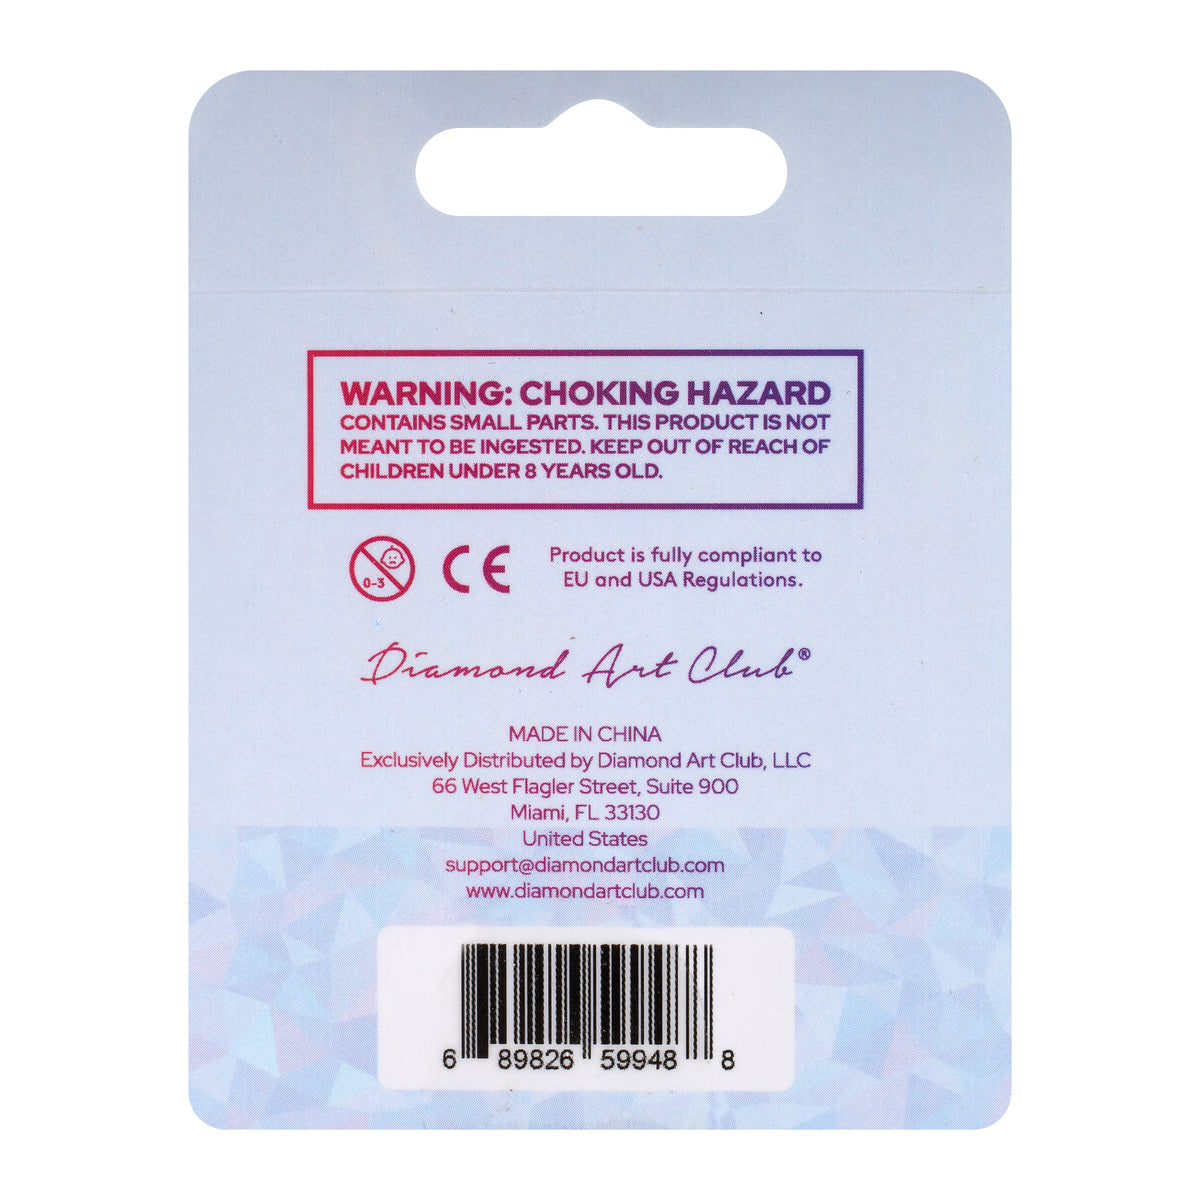 WARNING: CHOKING HAZARD
CONTAINS SMALL PARTS. THIS PRODUCT IS NOT
MEANT TO BE INGESTED. KEEP OUT OF REACH OF
CHILDREN UNDER 8 YEARS OLD.
0-3
CE
Product is fully compliant to
EU and USA Regulations.
Diamond Art Club®
MADE IN CHINA
Exclusively Distributed by Diamond Art Club, LLC
66 West Flagler Street, Suite 900
Miami, FL 33130
United States
support@diamondartclub.com
www.diamondartclub.com
6 89826 59948 8